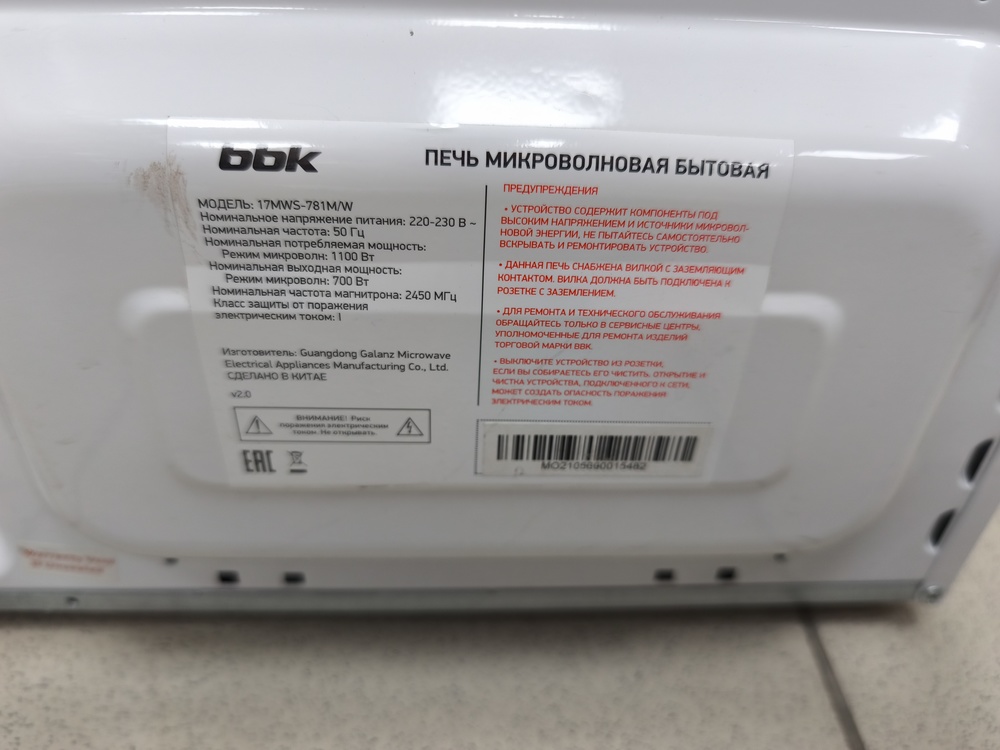 bbk
ПЕЧЬ МИКРОВОЛНОВАЯ БЫТОВАЯ
МОДЕЛЬ: 17MWS-781M/W
Номинальное напряжение питания: 220-230 В ~
Номинальная частота: 50 Гц
Номинальная потребляемая мощность:
Режим микроволн: 1100 Вт
Номинальная выходная мощность:
Режим микроволн: 700 Вт
Номинальная частота магнитрона: 2450 МГц
Класс защиты от поражения
электрическим током: I
Изготовитель: Guangdong Galanz Microwave
Electrical Appliances Manufacturing Co., Ltd.
СДЕЛАНО В КИТАЕ
v2.0
ВНИМАНИЕ! Риск
поражения электрическим
током. Не открывать.
EAC
ПРЕДУПРЕЖДЕНИЯ
• УСТРОЙСТВО СОДЕРЖИТ КОМПОНЕНТЫ ПОД
ВЫСОКИМ НАПРЯЖЕНИЕМ И ИСТОЧНИКИ МИКРОВОЛ-
НОВОЙ ЭНЕРГИИ, НЕ ПЫТАЙТЕСЬ САМОСТОЯТЕЛЬНО
ВСКРЫВАТЬ И РЕМОНТИРОВАТЬ УСТРОЙСТВО.
• ДАННАЯ ПЕЧЬ СНАБЖЕНА ВИЛКОЙ С ЗАЗЕМЛЯЮЩИМ
КОНТАКТОМ. ВИЛКА ДОЛЖНА БЫТЬ ПОДКЛЮЧЕНА К
РОЗЕТКЕ С ЗАЗЕМЛЕНИЕМ.
• ДЛЯ РЕМОНТА И ТЕХНИЧЕСКОГО ОБСЛУЖИВАНИЯ
ОБРАЩАЙТЕСЬ ТОЛЬКО В СЕРВИСНЫЕ ЦЕНТРЫ,
УПОЛНОМОЧЕННЫЕ ДЛЯ РЕМОНТА ИЗДЕЛИЙ
ТОРГОВОЙ МАРКИ BBK.
• ВЫКЛЮЧИТЕ УСТРОЙСТВО ИЗ РОЗЕТКИ,
ЕСЛИ ВЫ СОБИРАЕТЕСЬ ЕГО ЧИСТИТЬ. ОТКРЫТИЕ И
ЧИСТКА УСТРОЙСТВА, ПОДКЛЮЧЕННОГО К СЕТИ,
МОЖЕТ СОЗДАТЬ ОПАСНОСТЬ ПОРАЖЕНИЯ
ЭЛЕКТРИЧЕСКИМ ТОКОМ.
MO2105690015462